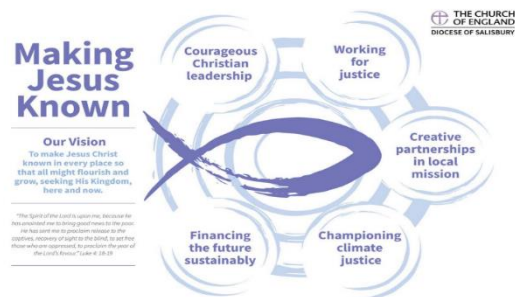 THE CHURCH
OF ENGLAND
DIOCESE OF SALISBURY
Making
Jesus
Known
Our Vision
To make Jesus Christ
known in every place so
that all might flourish and
grow, seeking His Kingdom,
here and now.
"The Spirit of the Lord is upon me, because he
has anointed me to bring good news to the poor.
He has sent me to proclaim release to the
captives, recovery of sight to the blind, to set free
those who are oppressed, to proclaim the year of
the Lord's favour." Luke 4: 18-19
Courageous
Christian
leadership
Working
for
justice
Creative
partnerships
in local
mission
Championing
climate
justice
Financing
the future
sustainably